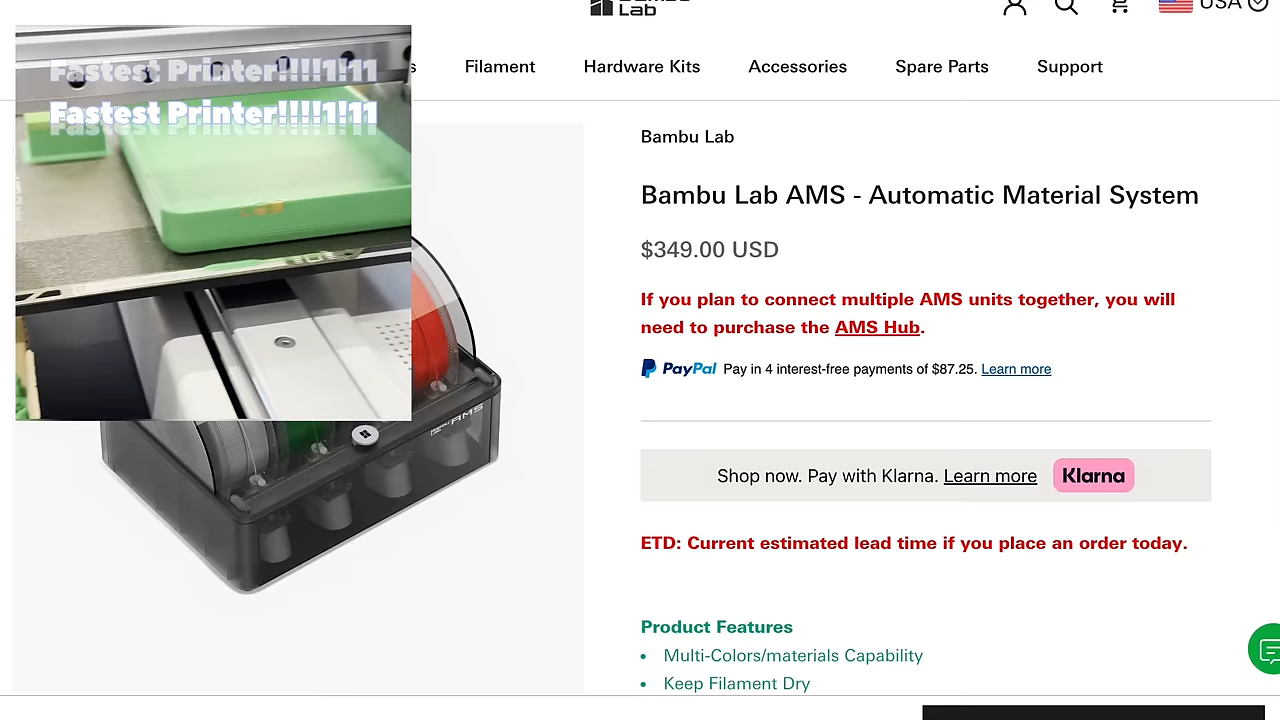 Lab
USA
Fastest Printer!!!!1!11
Fastest Printer!!!!1!11
s
Filament
Hardware Kits
Accessories
Spare Parts
Support
Bambu Lab
Bambu Lab AMS - Automatic Material System
$349.00 USD
If you plan to connect multiple AMS units together, you will
need to purchase the AMS Hub.
PayPal Pay in 4 interest-free payments of $87.25. Learn more
AMS
Shop now. Pay with Klarna. Learn more Klarna
ETD: Current estimated lead time if you place an order today.
Product Features
• Multi-Colors/materials Capability
• Keep Filament Dry